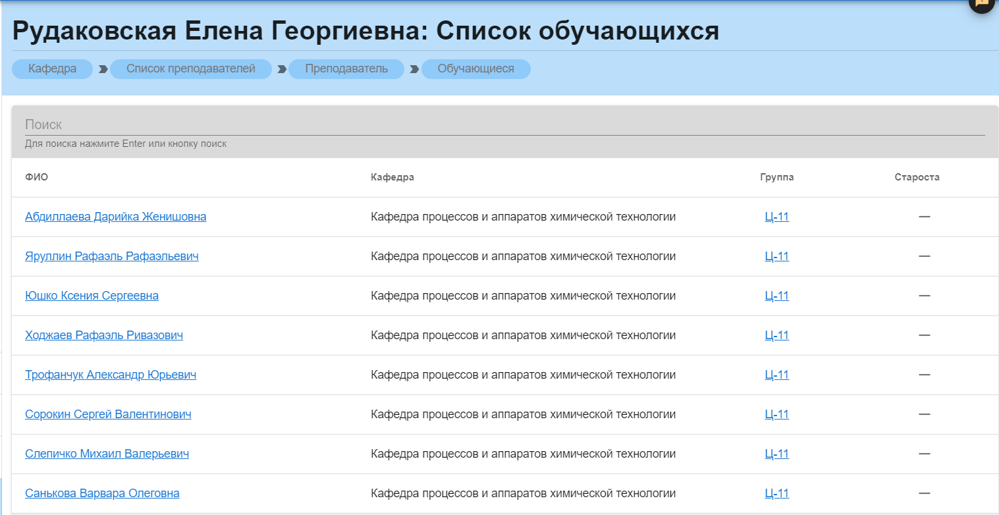 Рудаковская Елена Георгиевна: Список обучающихся
Кафедра Список преподавателей Преподаватель Обучающиеся
Поиск
Для поиска нажмите Enter или кнопку поиск
ФИО Кафедра Группа Староста
Абдиллаева Дарийка Женишовна Кафедра процессов и аппаратов химической технологии Ц-11 —
Яруллин Рафаэль Рафаэльевич Кафедра процессов и аппаратов химической технологии Ц-11 —
Юшко Ксения Сергеевна Кафедра процессов и аппаратов химической технологии Ц-11 —
Ходжаев Рафаэль Ривазович Кафедра процессов и аппаратов химической технологии Ц-11 —
Трофанчук Александр Юрьевич Кафедра процессов и аппаратов химической технологии Ц-11 —
Сорокин Сергей Валентинович Кафедра процессов и аппаратов химической технологии Ц-11 —
Слепичко Михаил Валерьевич Кафедра процессов и аппаратов химической технологии Ц-11 —
Санькова Варвара Олеговна Кафедра процессов и аппаратов химической технологии Ц-11 —